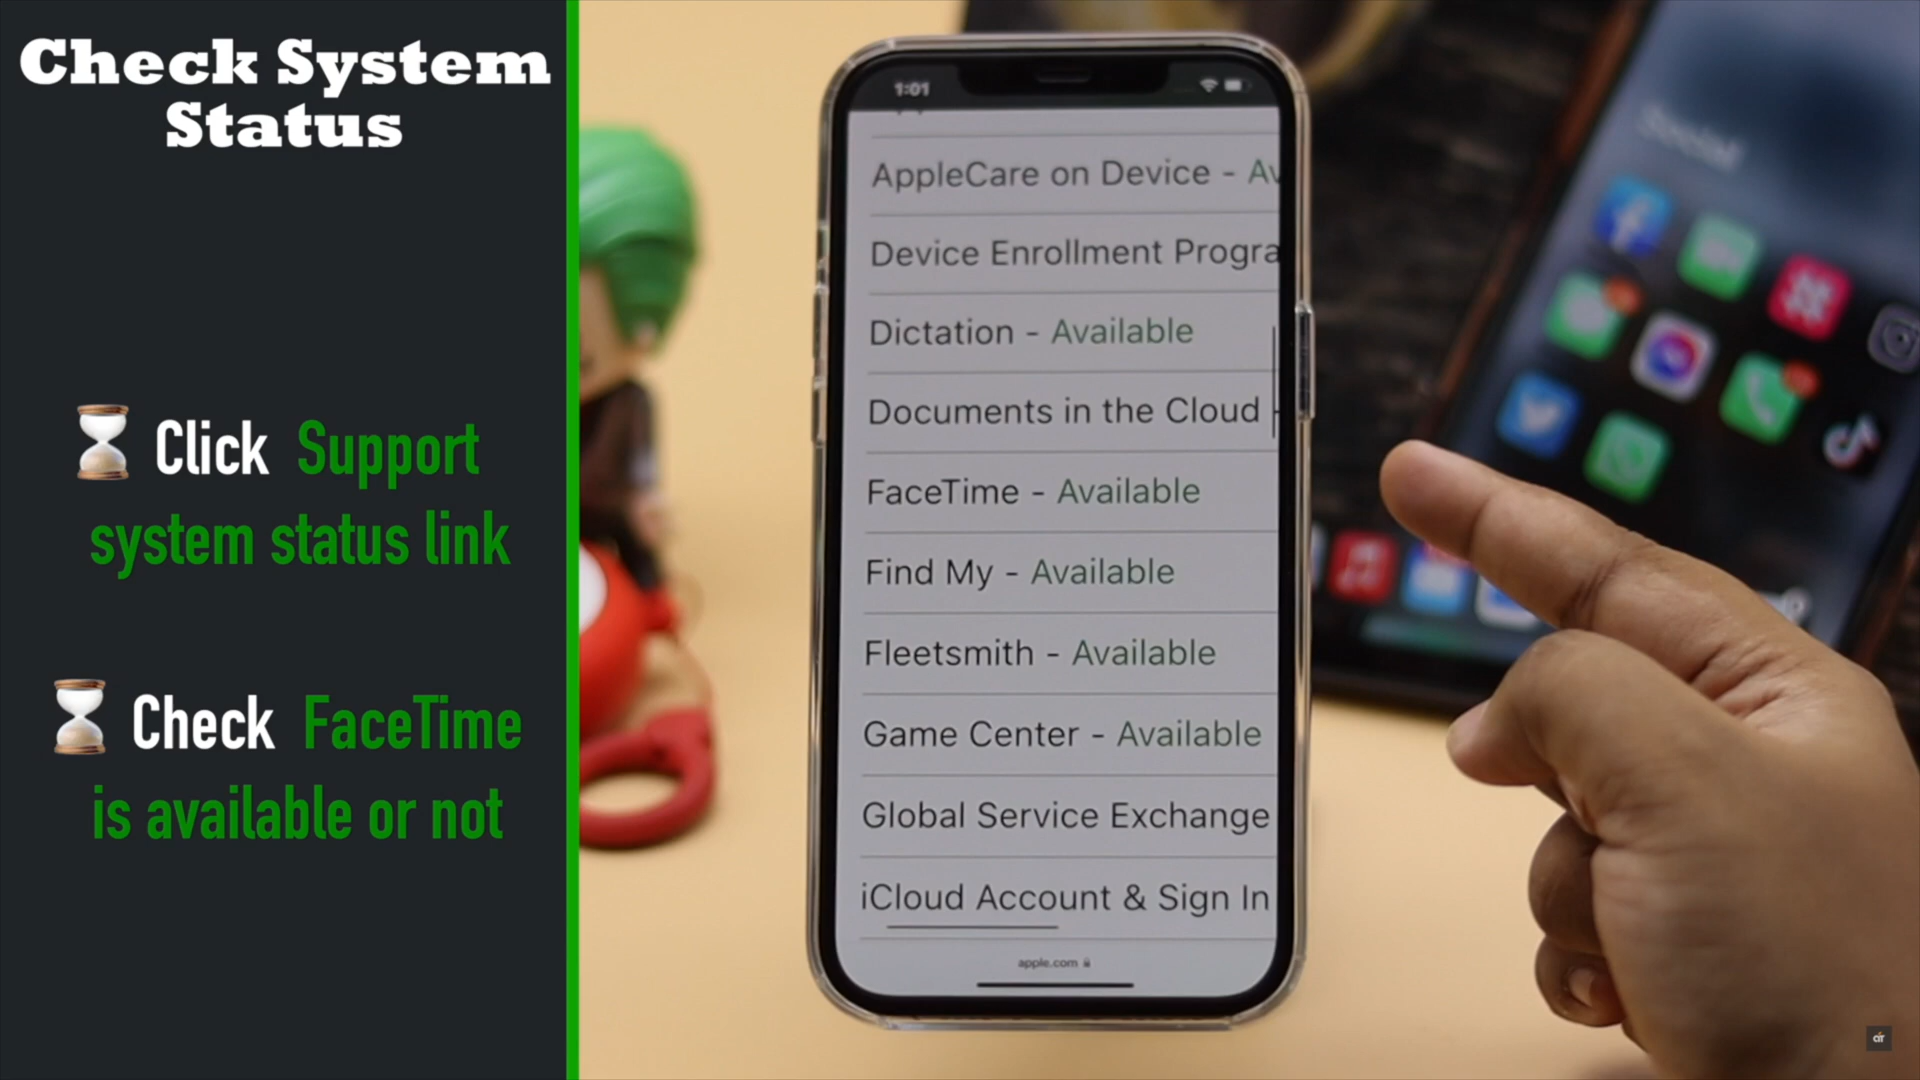 Check System
Status
Click Support
system status link
Check FaceTime
is available or not
1:01
AppleCare on Device - Av
Device Enrollment Progra
Dictation - Available
Documents in the Cloud -
FaceTime - Available
Find My - Available
Fleetsmith - Available
Game Center - Available
Global Service Exchange
iCloud Account & Sign In
apple.com
Social